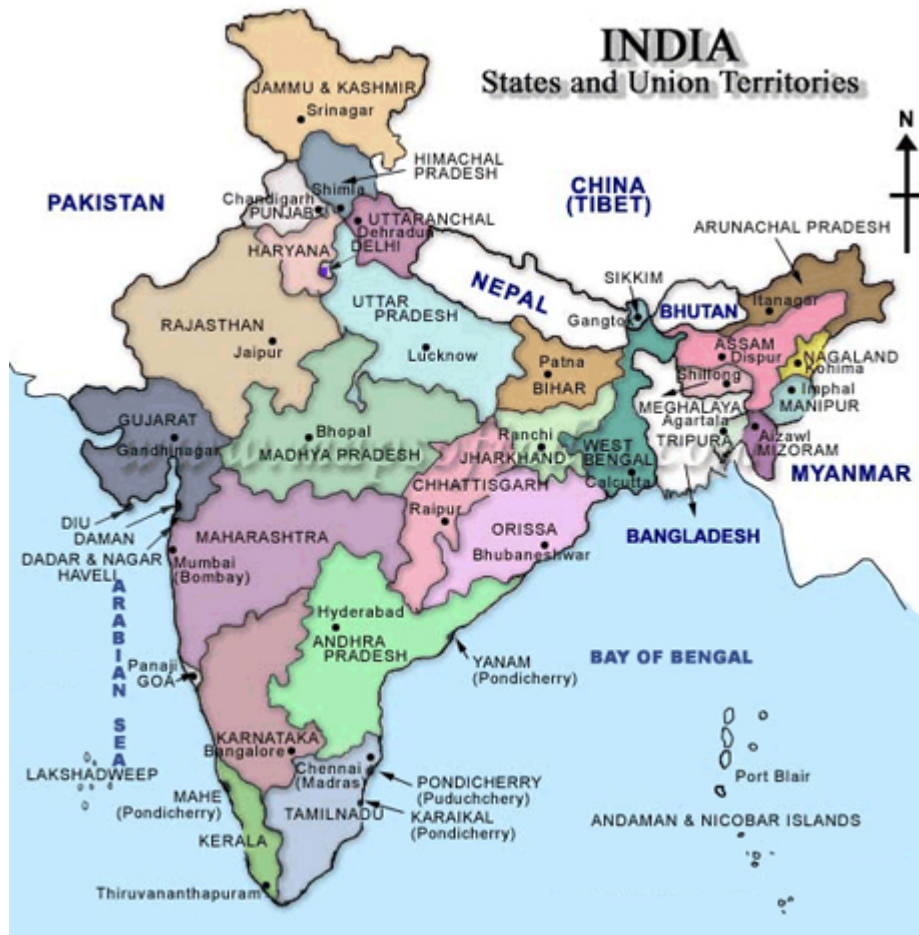 INDIA
States and Union Territories
N
JAMMU & KASHMIR
Srinagar
HIMACHAL
PRADESH
PAKISTAN
CHINA
(TIBET)
Chandigarh
Shimla
PUNJAB
UTTARANCHAL
Dehradun
HARYANA
DELHI
ARUNACHAL PRADESH
NEPAL
SIKKIM
Gangtok
BHUTAN
Itanagar
RAJASTHAN
Jaipur
UTTAR
PRADESH
Lucknow
Patna
BIHAR
ASSAM
Dispur
NAGALAND
Kohima
Shillong
MEGHALAYA
Imphal
MANIPUR
Agartala
TRIPURA
Aizawl
MIZORAM
GUJARAT
Gandhinagar
Bhopal
MADHYA PRADESH
Ranchi
JHARKHAND
WEST
BENGAL
Calcutta
MYANMAR
CHHATTISGARH
Raipur
DIU
DAMAN
DADAR & NAGAR
HAVELI
MAHARASHTRA
Mumbai
(Bombay)
ORISSA
Bhubaneshwar
BANGLADESH
ARABIAN SEA
Hyderabad
ANDHRA
PRADESH
YANAM
(Pondicherry)
BAY OF BENGAL
Panaji
GOA
KARNATAKA
Bangalore
LAKSHADWEEP
Chennai
(Madras)
PONDICHERRY
(Puduchchery)
MAHE
(Pondicherry)
TAMILNADU
KARAIKAL
(Pondicherry)
KERALA
Thiruvananthapuram
Port Blair
ANDAMAN & NICOBAR ISLANDS